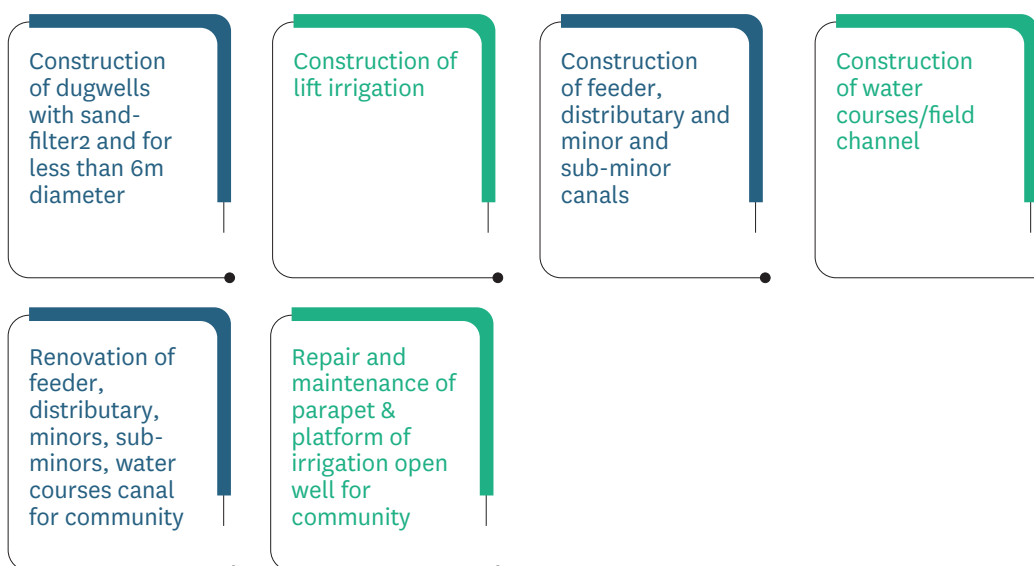 Construction
of dugwells
with sand-
filter2 and for
less than 6m
diameter
Construction of
lift irrigation
Construction
of feeder,
distributary and
minor and
sub-minor
canals
Construction
of water
courses/field
channel
Renovation of
feeder,
distributary,
minors, sub-
minors, water
courses canal
for community
Repair and
maintenance of
parapet &
platform of
irrigation open
well for
community